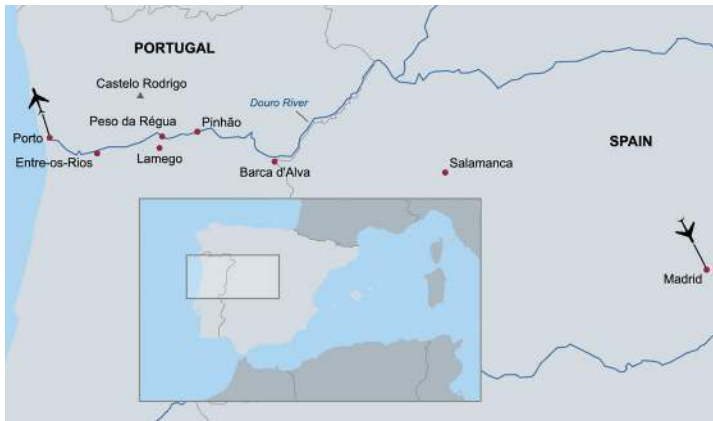 PORTUGAL
Castelo Rodrigo
Douro River
Peso da Régua
Pinhão
Porto
SPAIN
Entre-os-Rios
Lamego
Barca d'Alva
Salamanca
Madrid